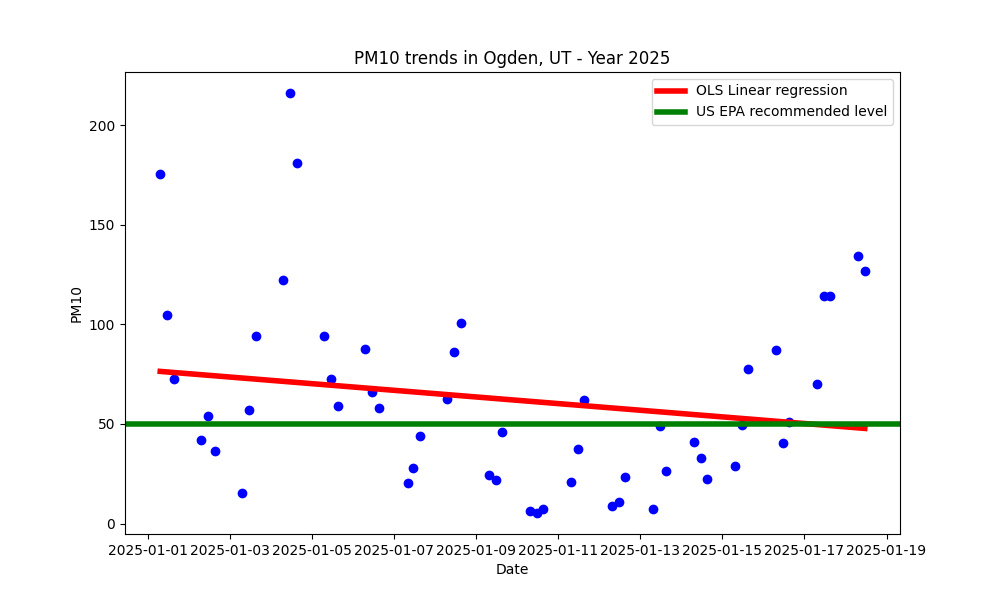 PM10 trends in Ogden, UT - Year 2025
OLS Linear regression
US EPA recommended level
200
150
100
50
0
PM10
2025-01-01 2025-01-03 2025-01-05 2025-01-07 2025-01-09 2025-01-11 2025-01-13 2025-01-15 2025-01-17 2025-01-19
Date